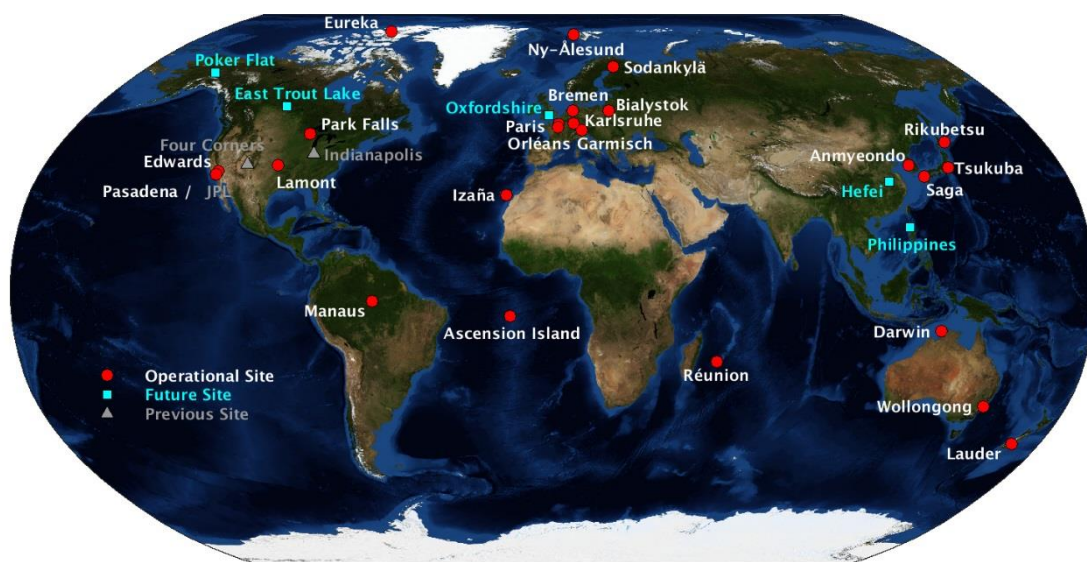 Eureka
Ny-Ålesund
Poker Flat
Sodankylä
East Trout Lake
Bremen
Oxfordshire
Bialystok
Park Falls
Paris
Karlsruhe
Rikubetsu
Four Corners
Orléans Garmisch
Indianapolis
Edwards
Anmyeondo
Tsukuba
Lamont
Pasadena / JPL
Izaña
Hefei
Saga
Philippines
Manaus
Ascension Island
Darwin
Réunion
Operational Site
Future Site
Previous Site
Wollongong
Lauder